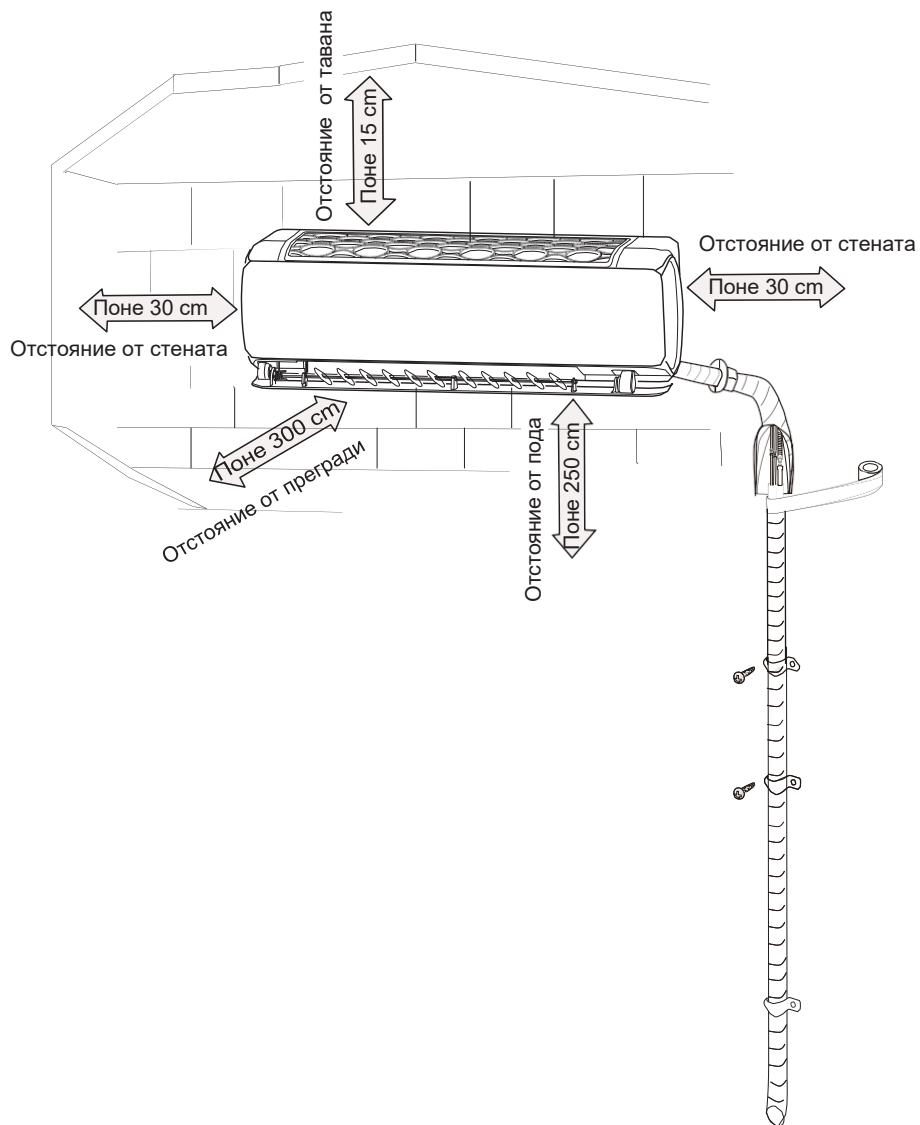 Отстояние от тавана
Поне 15 cm
Отстояние от стената
Поне 30 cm
Поне 30 cm
Отстояние от стената
Поне 300 cm
Отстояние от прегради
Отстояние от пода
Поне 250 cm